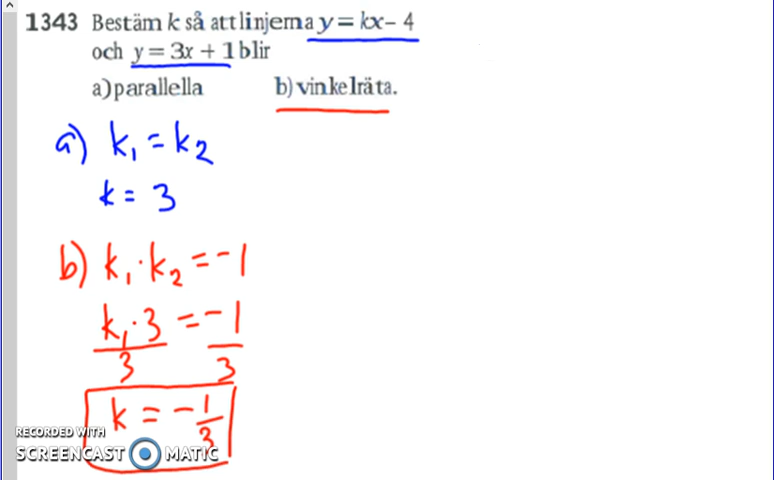 1343 Bestäm k så att linjerna y = kx – 4
och y = 3x + 1 blir
a) parallella b) vinkelräta.
a) k₁ = k₂
k = 3
b) k₁ · k₂ = -1
k₁ · 3 = -1
3 3
k = - 1/3
RECORDED WITH
SCREENCAST MATIC